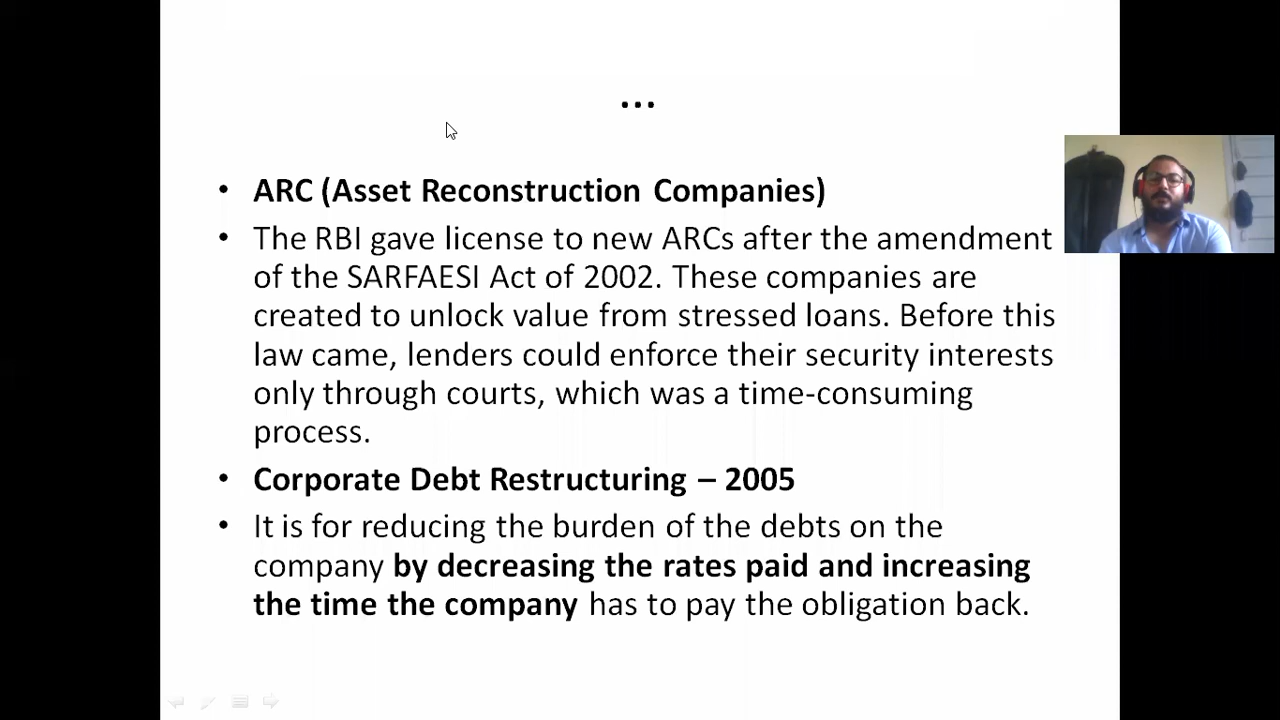 ...
• ARC (Asset Reconstruction Companies)
• The RBI gave license to new ARCs after the amendment
of the SARFAESI Act of 2002. These companies are
created to unlock value from stressed loans. Before this
law came, lenders could enforce their security interests
only through courts, which was a time-consuming
process.
• Corporate Debt Restructuring – 2005
• It is for reducing the burden of the debts on the
company by decreasing the rates paid and increasing
the time the company has to pay the obligation back.